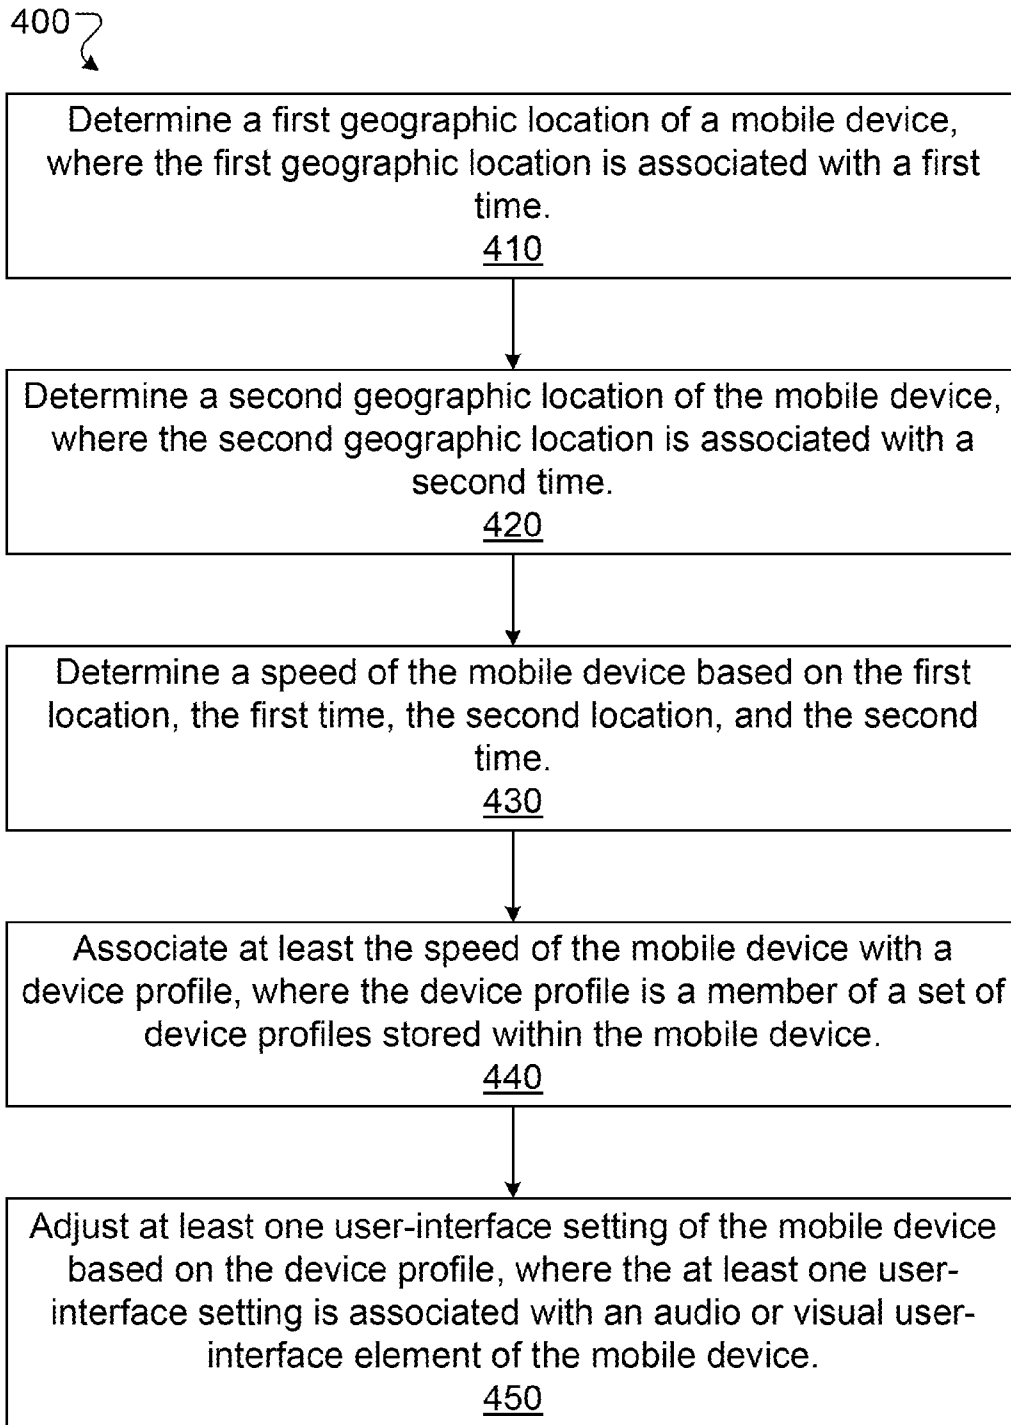 400
Determine a first geographic location of a mobile device,
where the first geographic location is associated with a first
time.
410
Determine a second geographic location of the mobile device,
where the second geographic location is associated with a
second time.
420
Determine a speed of the mobile device based on the first
location, the first time, the second location, and the second
time.
430
Associate at least the speed of the mobile device with a
device profile, where the device profile is a member of a set of
device profiles stored within the mobile device.
440
Adjust at least one user-interface setting of the mobile device
based on the device profile, where the at least one user-
interface setting is associated with an audio or visual user-
interface element of the mobile device.
450